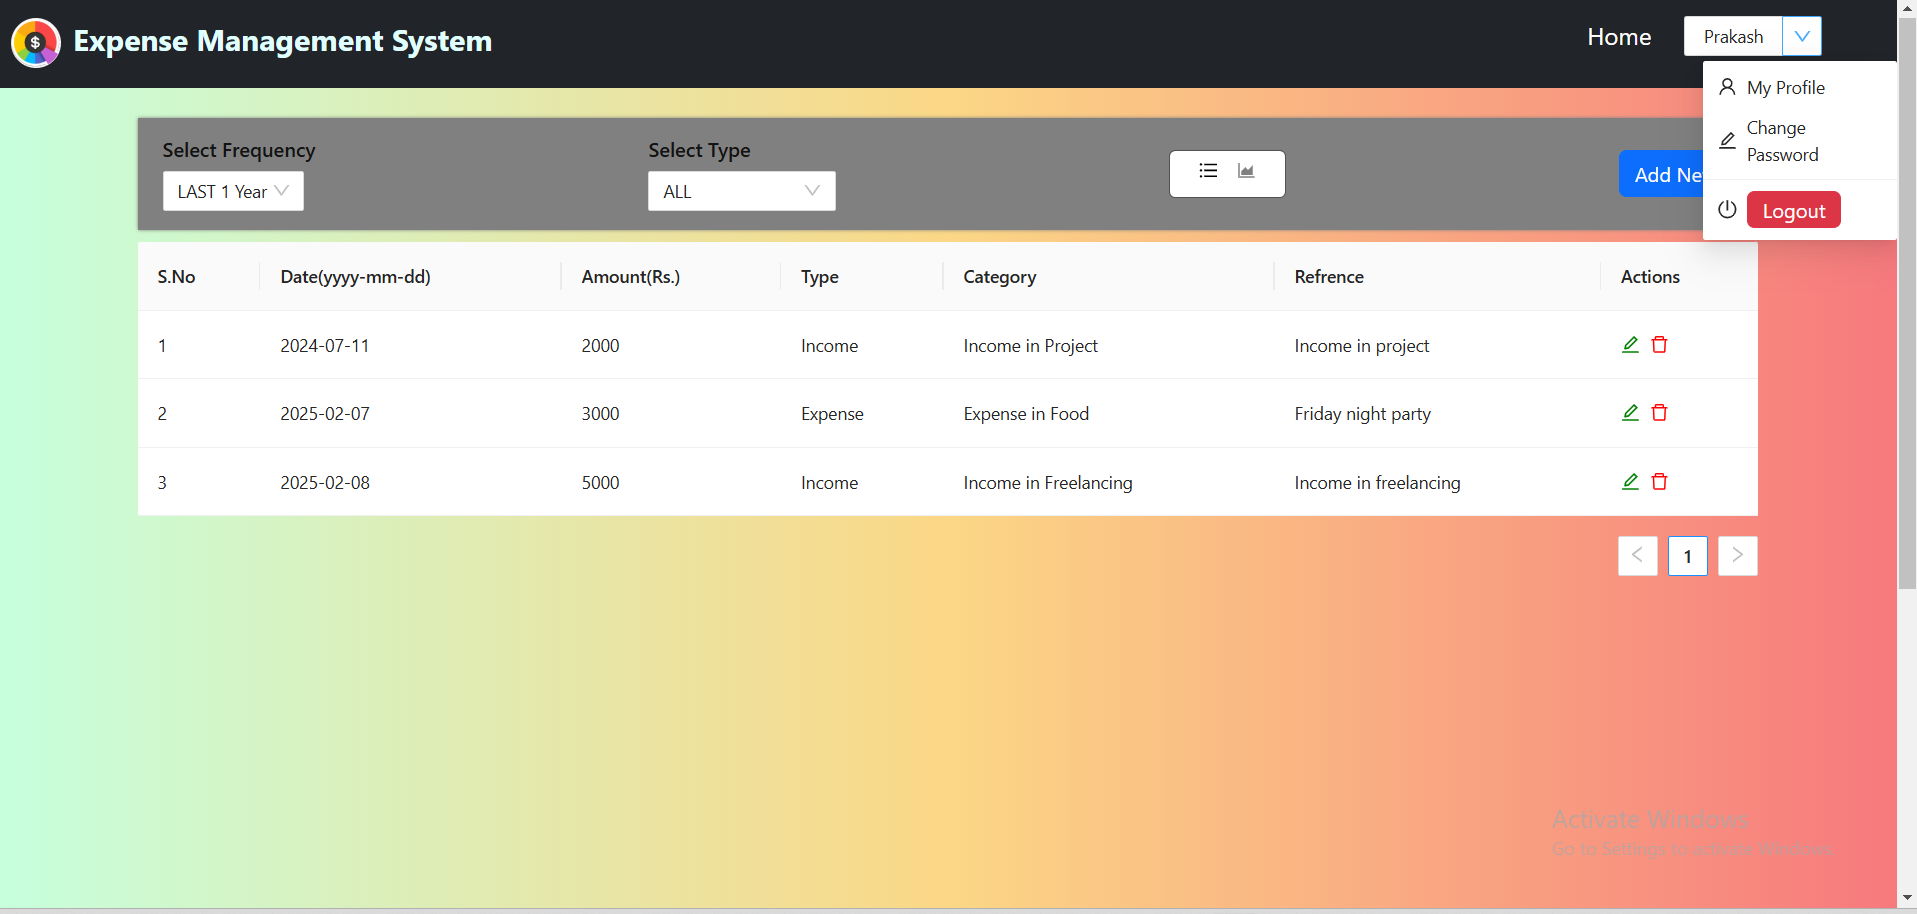 Expense Management System
Home
Prakash
My Profile
Change
Password
Logout
Select Frequency
LAST 1 Year
Select Type
ALL
Add Ne
S.No Date(yyyy-mm-dd) Amount(Rs.) Type Category Refrence Actions
1 2024-07-11 2000 Income Income in Project Income in project
2 2025-02-07 3000 Expense Expense in Food Friday night party
3 2025-02-08 5000 Income Income in Freelancing Income in freelancing
1
Activate Windows
Go to Settings to activate Windows.